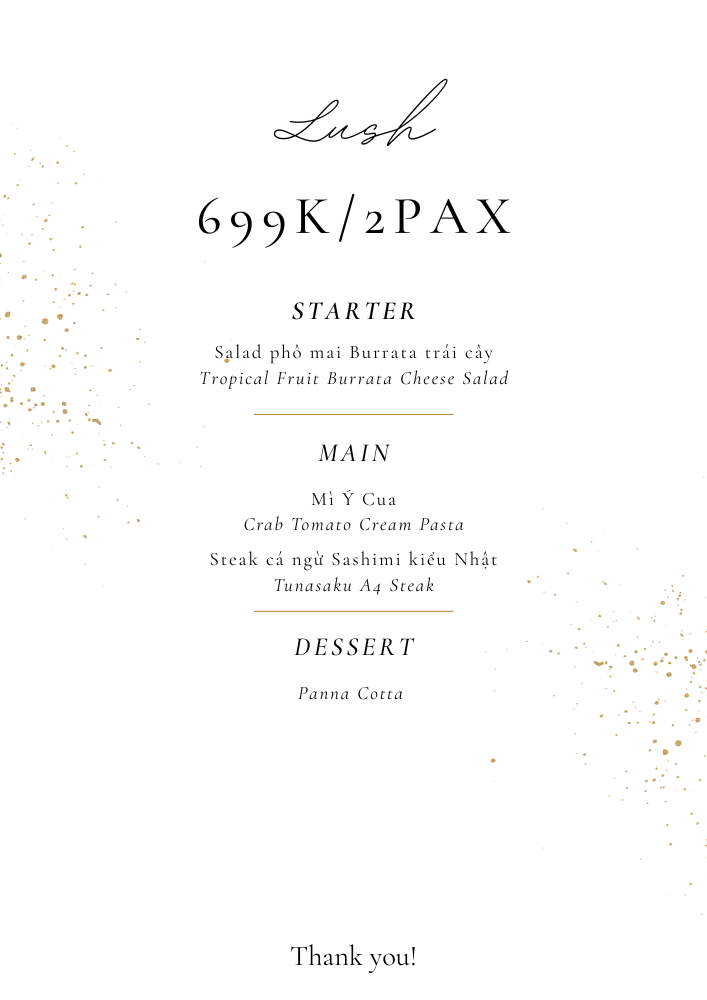 Lush
699K/2PAX
STARTER
Salad phô mai Burrata trái cây
Tropical Fruit Burrata Cheese Salad
MAIN
Mì Ý Cua
Crab Tomato Cream Pasta
Steak cá ngừ Sashimi kiểu Nhật
Tunasaku A4 Steak
DESSERT
Panna Cotta
Thank you!